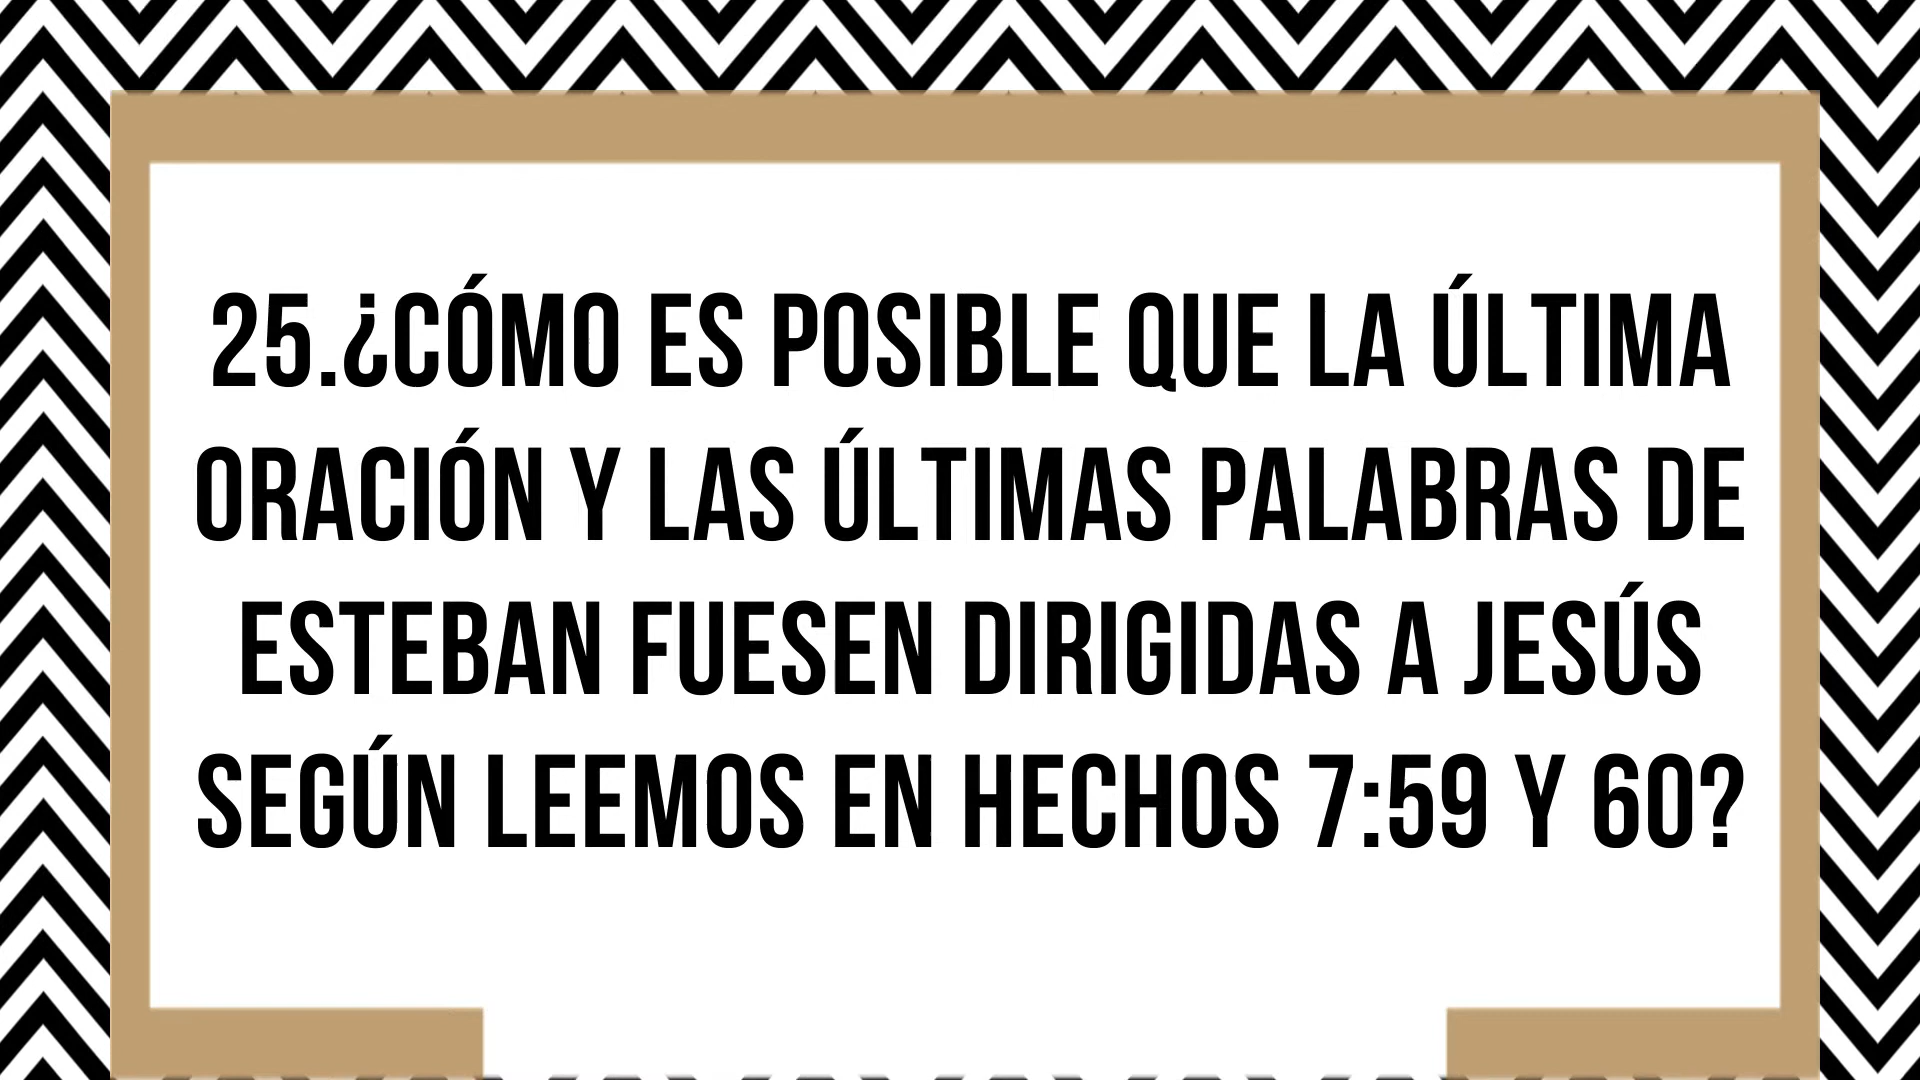 25.¿CÓMO ES POSIBLE QUE LA ÚLTIMA
ORACIÓN Y LAS ÚLTIMAS PALABRAS DE
ESTEBAN FUESEN DIRIGIDAS A JESÚS
SEGÚN LEEMOS EN HECHOS 7:59 Y 60?